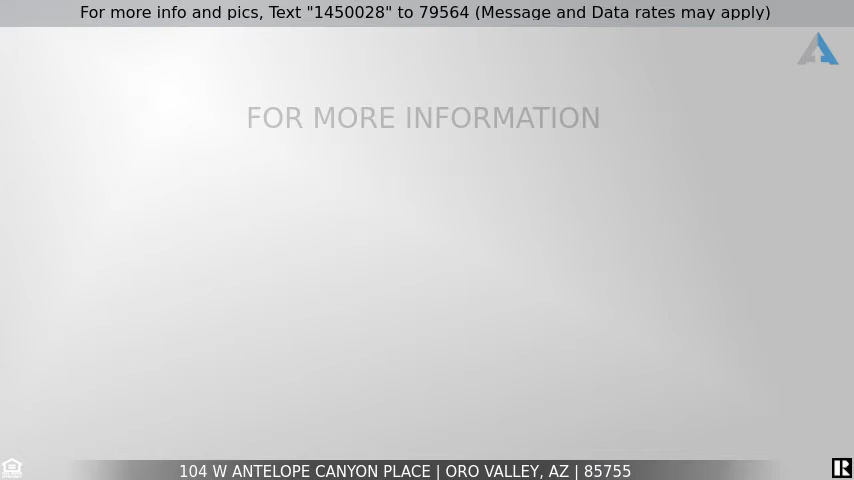 For more info and pics, Text "1450028" to 79564 (Message and Data rates may apply)
FOR MORE INFORMATION
104 W ANTELOPE CANYON PLACE | ORO VALLEY, AZ | 85755